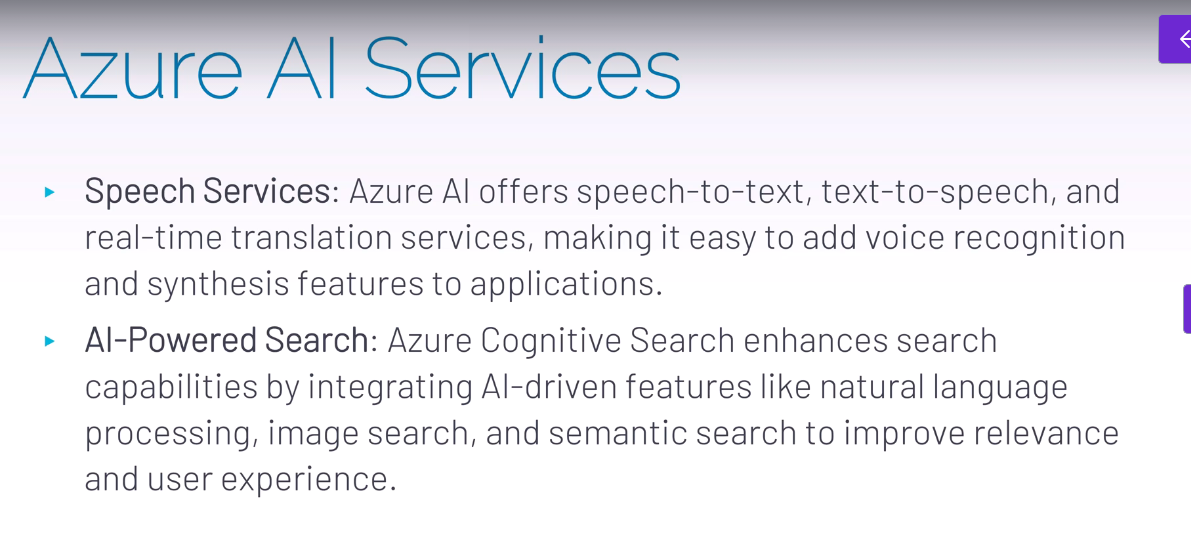 Azure AI Services
Speech Services: Azure AI offers speech-to-text, text-to-speech, and
real-time translation services, making it easy to add voice recognition
and synthesis features to applications.
AI-Powered Search: Azure Cognitive Search enhances search
capabilities by integrating AI-driven features like natural language
processing, image search, and semantic search to improve relevance
and user experience.